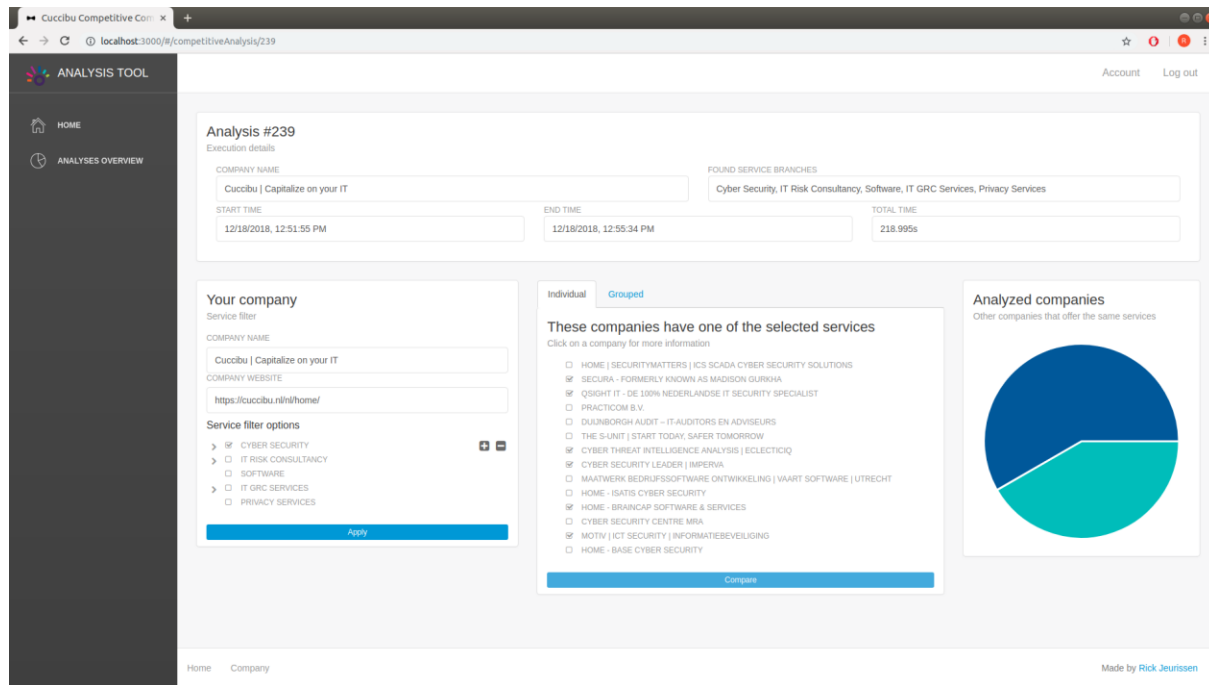 Cuccibu Competitive Com
localhost:3000/#/competitiveAnalysis/239
ANALYSIS TOOL
Account Log out
HOME
ANALYSES OVERVIEW
Analysis #239
Execution details
COMPANY NAME
Cuccibu | Capitalize on your IT
FOUND SERVICE BRANCHES
Cyber Security, IT Risk Consultancy, Software, IT GRC Services, Privacy Services
START TIME
12/18/2018, 12:51:55 PM
END TIME
12/18/2018, 12:55:34 PM
TOTAL TIME
218.995s
Your company
Service filter
COMPANY NAME
Cuccibu | Capitalize on your IT
COMPANY WEBSITE
https://cuccibu.nl/nl/home/
Service filter options
CYBER SECURITY
IT RISK CONSULTANCY
SOFTWARE
IT GRC SERVICES
PRIVACY SERVICES
Apply
Individual Grouped
These companies have one of the selected services
Click on a company for more information
HOME | SECURITYMATTERS | ICS SCADA CYBER SECURITY SOLUTIONS
SECURA - FORMERLY KNOWN AS MADISON GURKHA
QSIGHT IT - DE 100% NEDERLANDSE IT SECURITY SPECIALIST
PRACTICOM B.V.
DUIJNBORGH AUDIT – IT-AUDITORS EN ADVISEURS
THE S-UNIT | START TODAY, SAFER TOMORROW
CYBER THREAT INTELLIGENCE ANALYSIS | ECLECTICIQ
CYBER SECURITY LEADER | IMPERVA
MAATWERK BEDRIJFSSOFTWARE ONTWIKKELING | VAART SOFTWARE | UTRECHT
HOME - ISATIS CYBER SECURITY
HOME - BRAINCAP SOFTWARE & SERVICES
CYBER SECURITY CENTRE MRA
MOTIV | ICT SECURITY | INFORMATIEBEVEILIGING
HOME - BASE CYBER SECURITY
Compare
Analyzed companies
Other companies that offer the same services
Home Company
Made by Rick Jeurissen